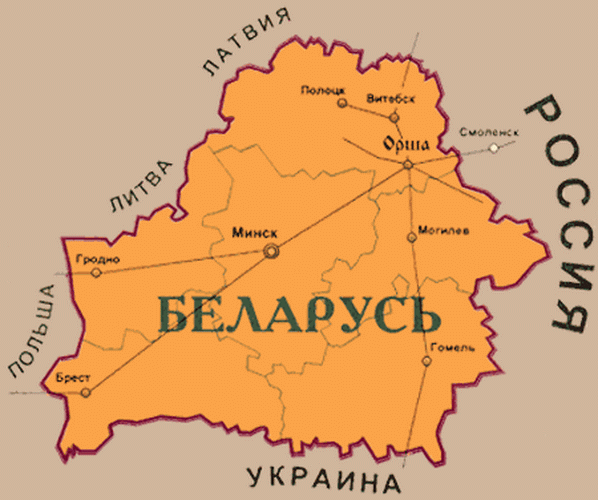 ЛАТВИЯ
Полоцк
Витебск
РОССИЯ
Смоленск
Орша
ЛИТВА
Минск
Могилев
Гродно
ПОЛЬША
БЕЛАРУСЬ
Гомель
Брест
УКРАИНА